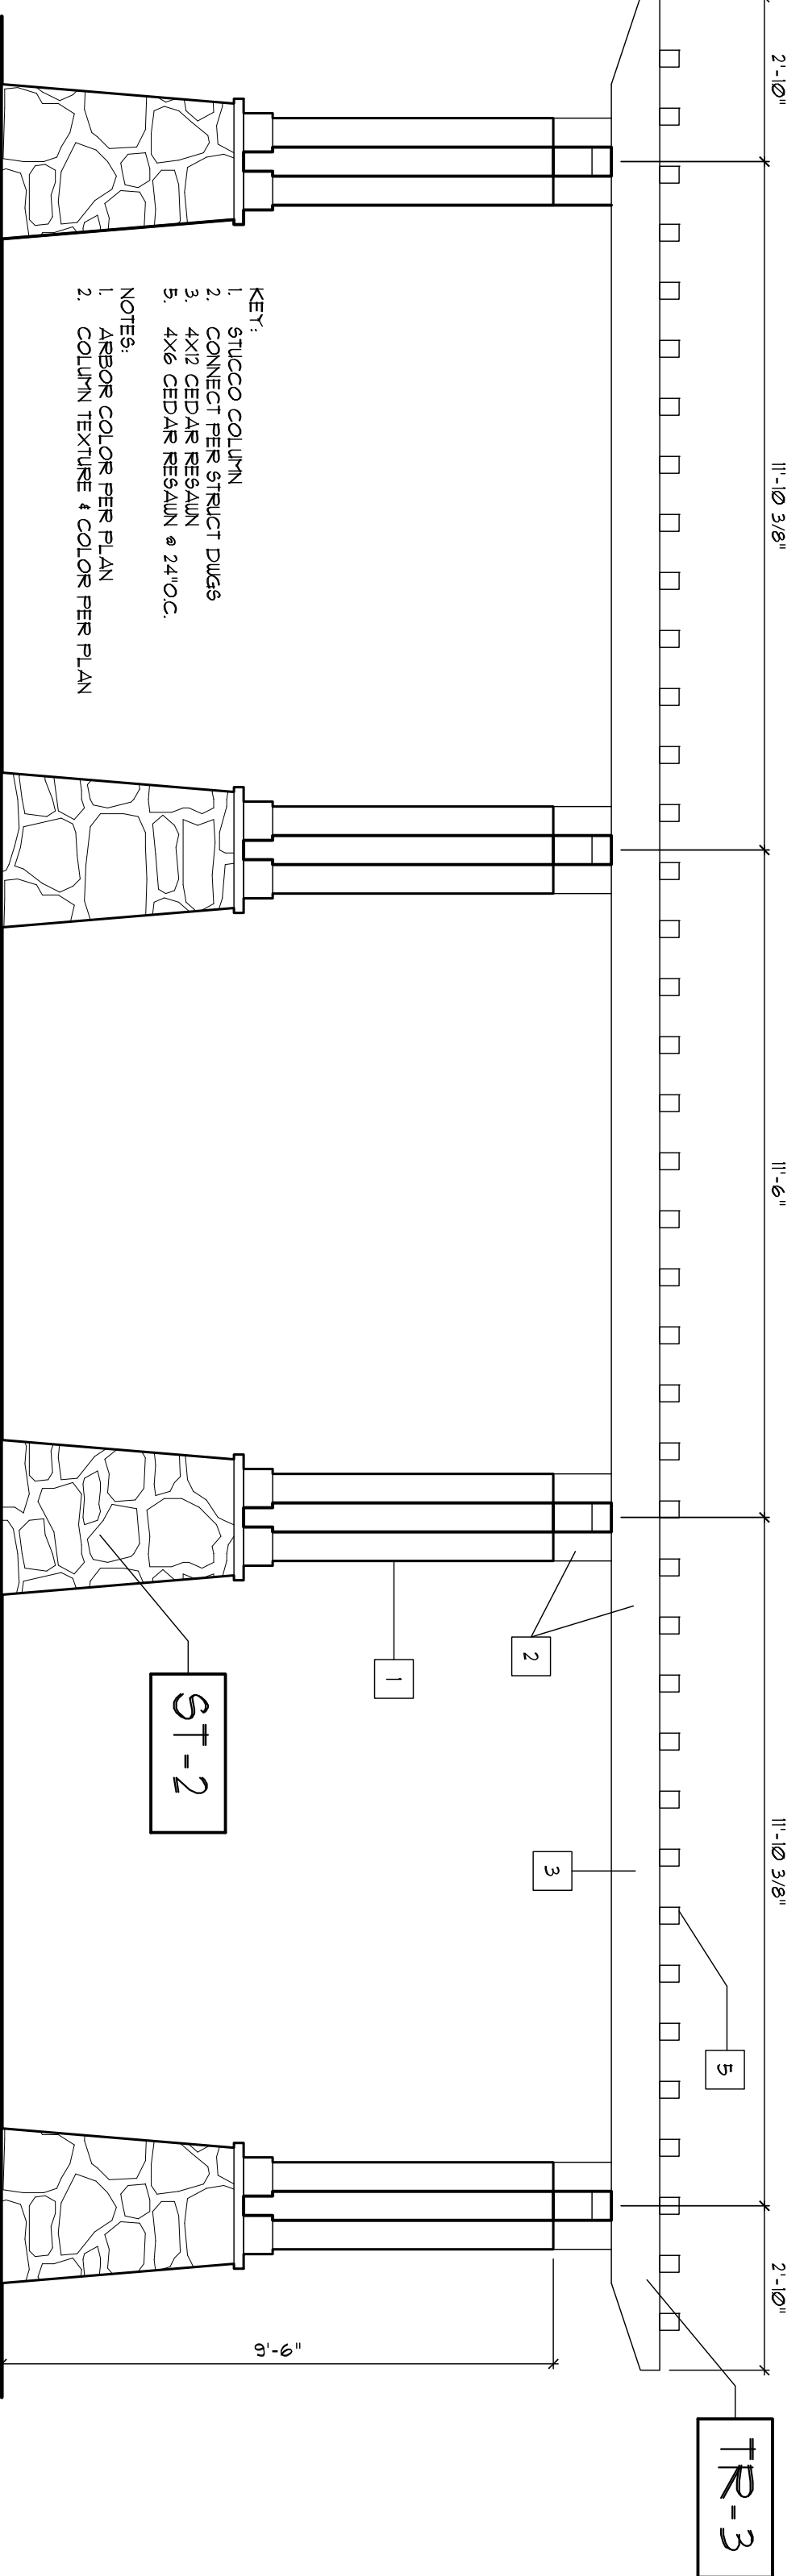 2'-10"
11'-10 3/8"
11'-6"
11'-10 3/8"
2'-10"
5
TR-3
3
2
1
ST-2
9'-6"
KEY:
1. STUCCO COLUMN
2. CONNECT PER STRUCT DWGS
3. 4X12 CEDAR RESAWN
5. 4X6 CEDAR RESAWN @ 24"O.C.
NOTES:
1. ARBOR COLOR PER PLAN
2. COLUMN TEXTURE & COLOR PER PLAN